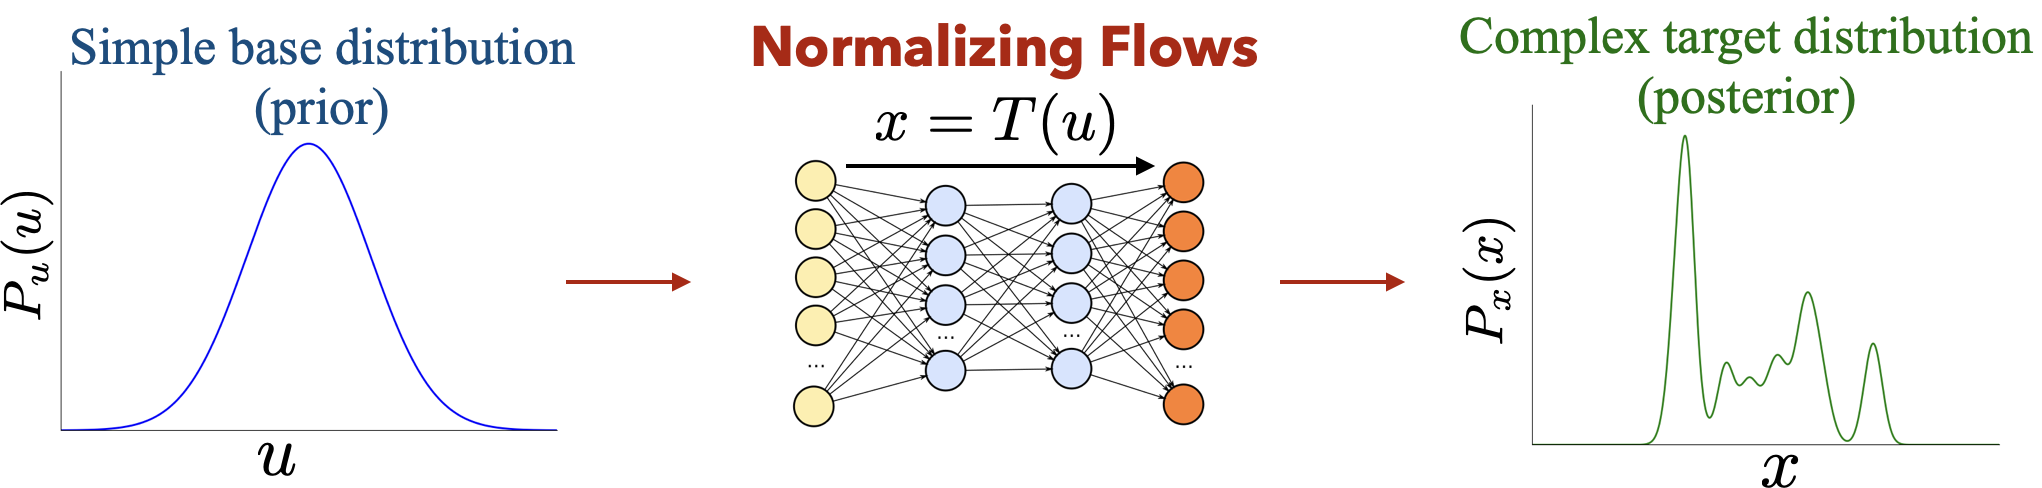 Simple base distribution
(prior)
P_u(u)
u
Normalizing Flows
x = T(u)
...
...
...
...
Complex target distribution
(posterior)
P_x(x)
x